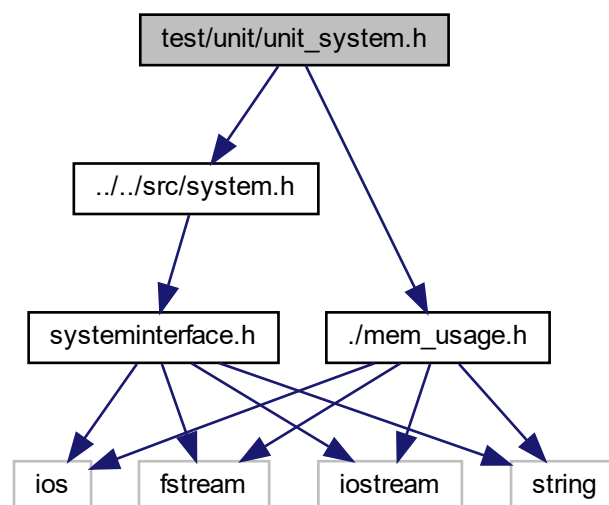 test/unit/unit_system.h
../../src/system.h
systeminterface.h
./mem_usage.h
ios
fstream
iostream
string